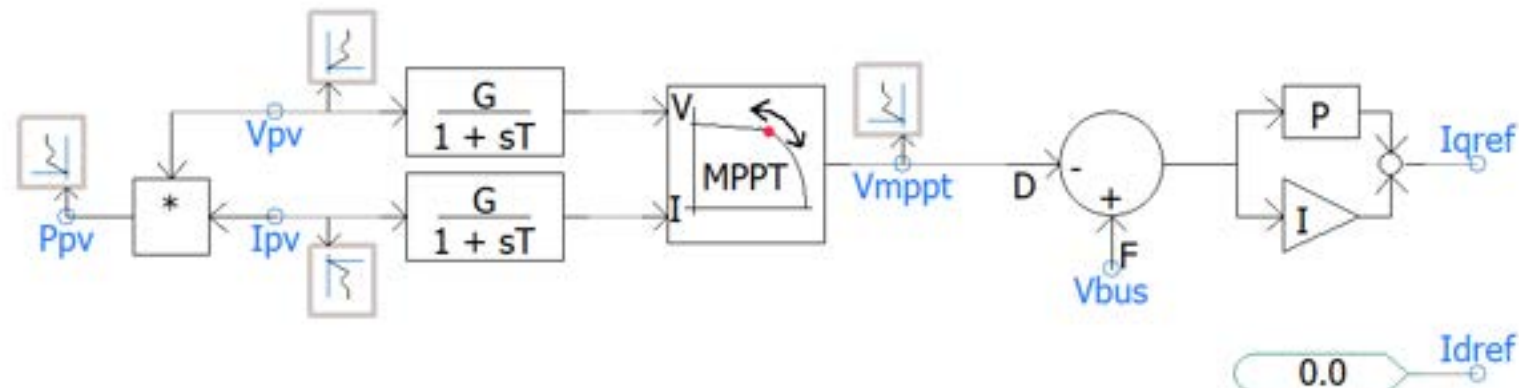 Vpv
G
1 + sT
V
MPPT
I
Vmppt
D
-
+
F
Vbus
P
I
Iqref
Ppv
*
Ipv
G
1 + sT
0.0
Idref